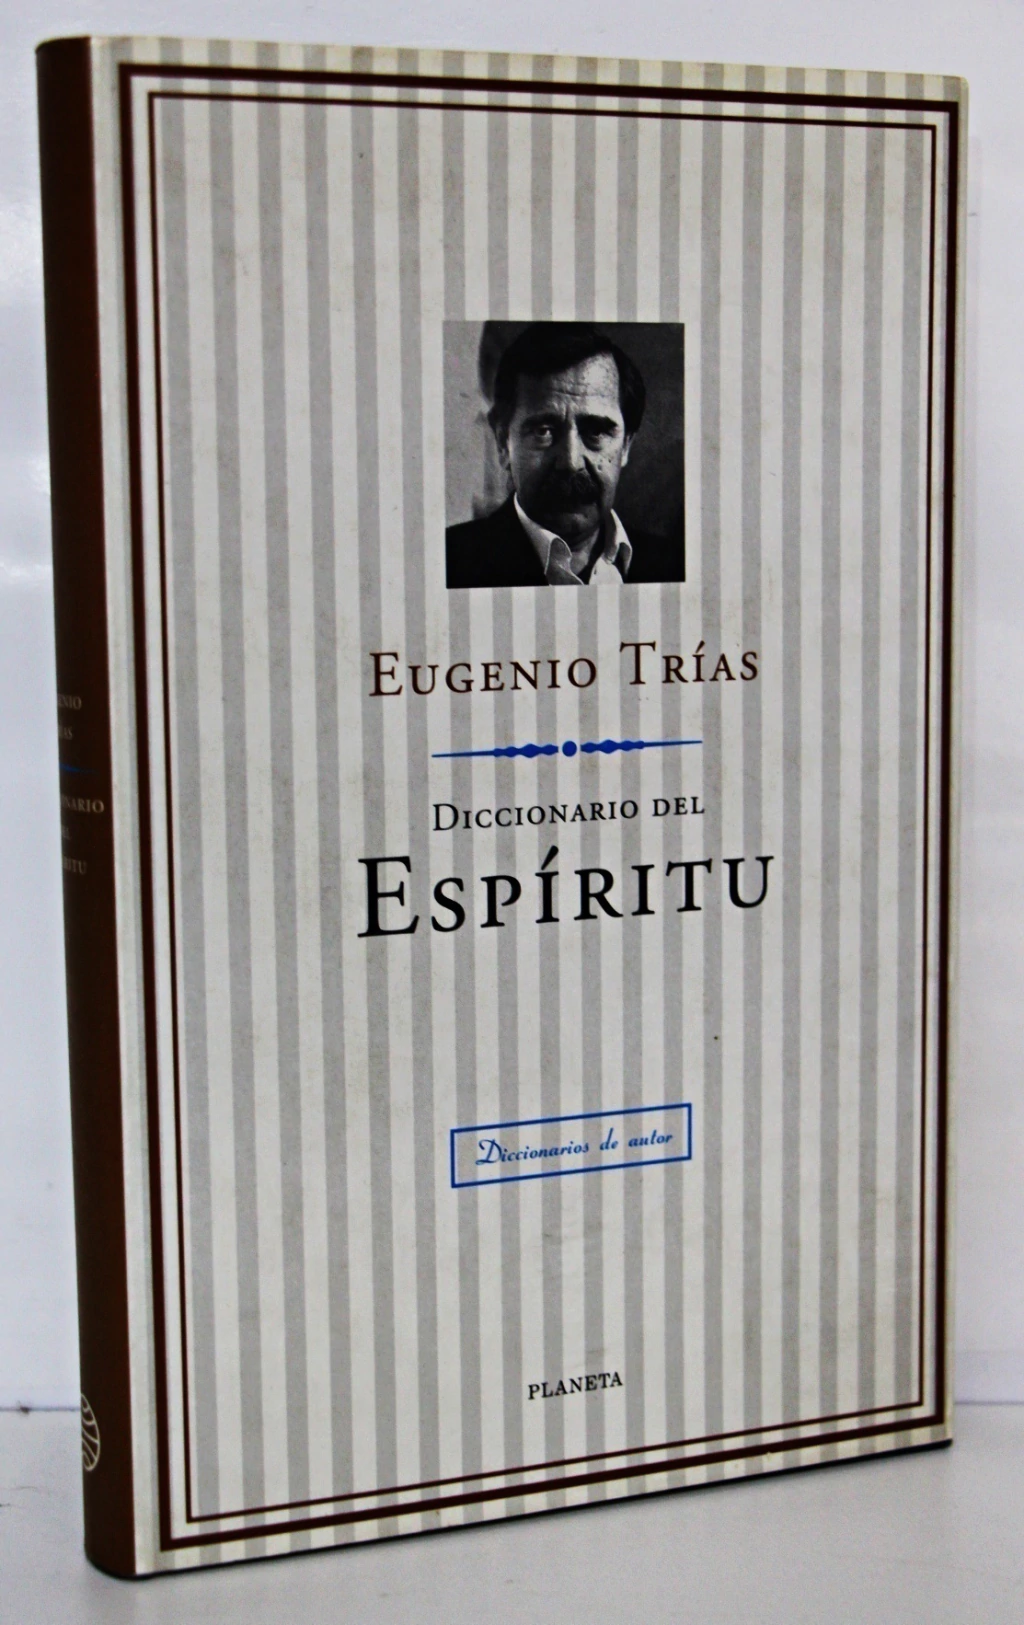 Eugenio Trías
Diccionario del
Espíritu
Diccionarios de autor
PLANETA